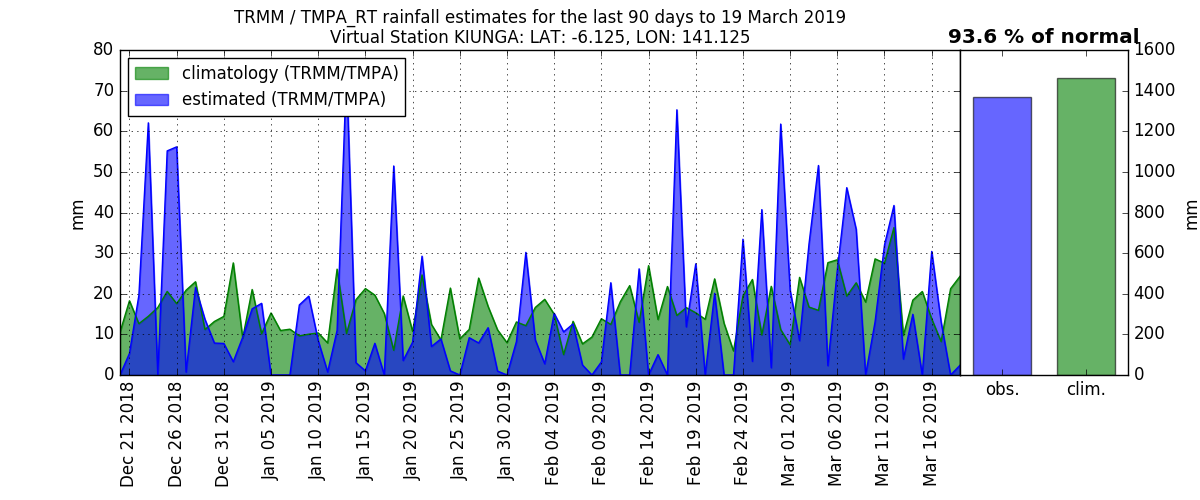 TRMM / TMPA_RT rainfall estimates for the last 90 days to 19 March 2019
Virtual Station KIUNGA: LAT: -6.125, LON: 141.125
93.6 % of normal
climatology (TRMM/TMPA)
estimated (TRMM/TMPA)
mm
80
70
60
50
40
30
20
10
0
Dec 21 2018
Dec 26 2018
Dec 31 2018
Jan 05 2019
Jan 10 2019
Jan 15 2019
Jan 20 2019
Jan 25 2019
Jan 30 2019
Feb 04 2019
Feb 09 2019
Feb 14 2019
Feb 19 2019
Feb 24 2019
Mar 01 2019
Mar 06 2019
Mar 11 2019
Mar 16 2019
obs.
clim.
1600
1400
1200
1000
800
600
400
200
0
mm